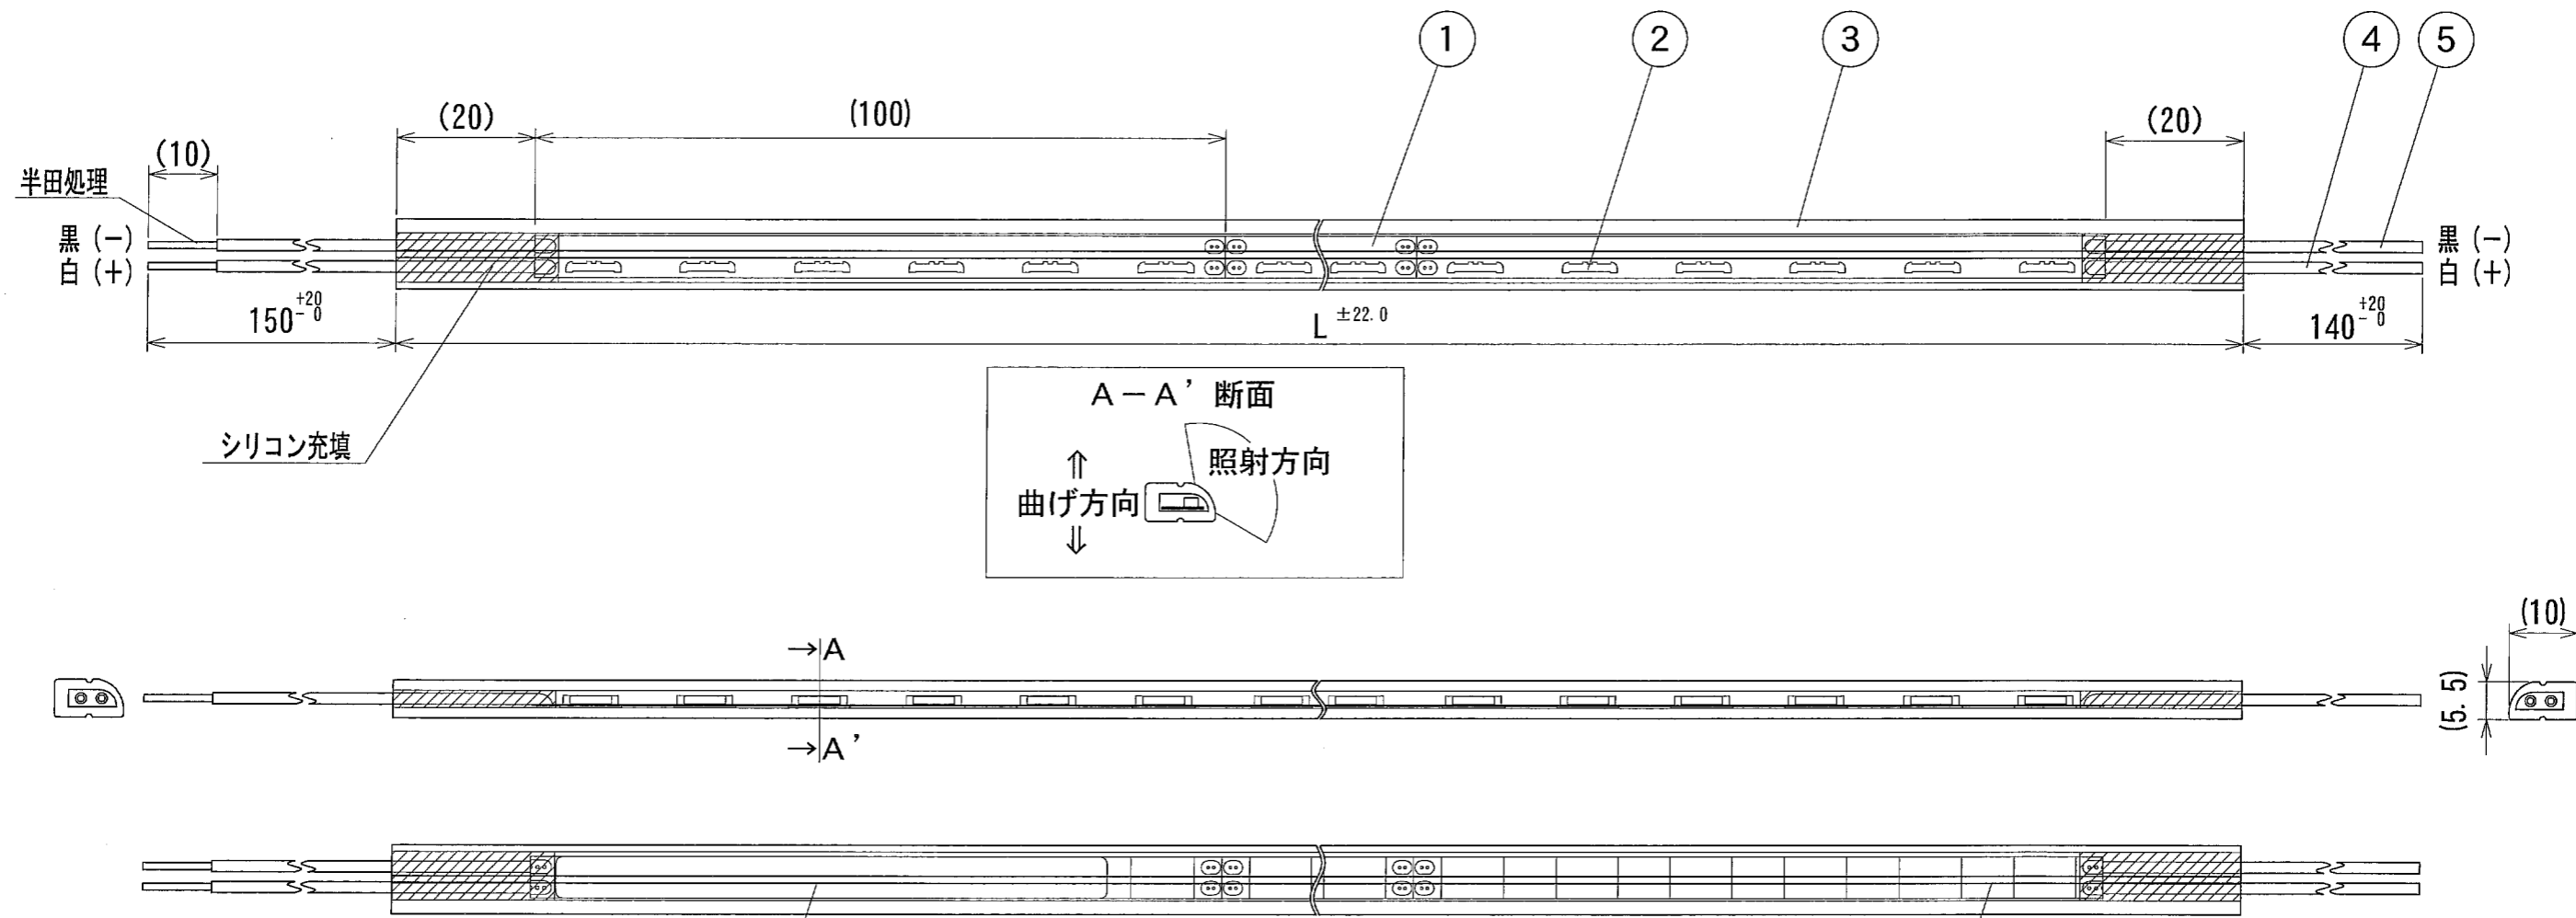 ① ② ③ ④ ⑤
(20) (100) (20)
(10)
半田処理
黒 (−) 黒 (−)
白 (+) 白 (+)
150 +20 -0 L ±22.0 140 +20 -0
A−A’断面
シリコン充填
照射方向
⇑
曲げ方向
⇓
(10)
→A
(5.5)
→A’